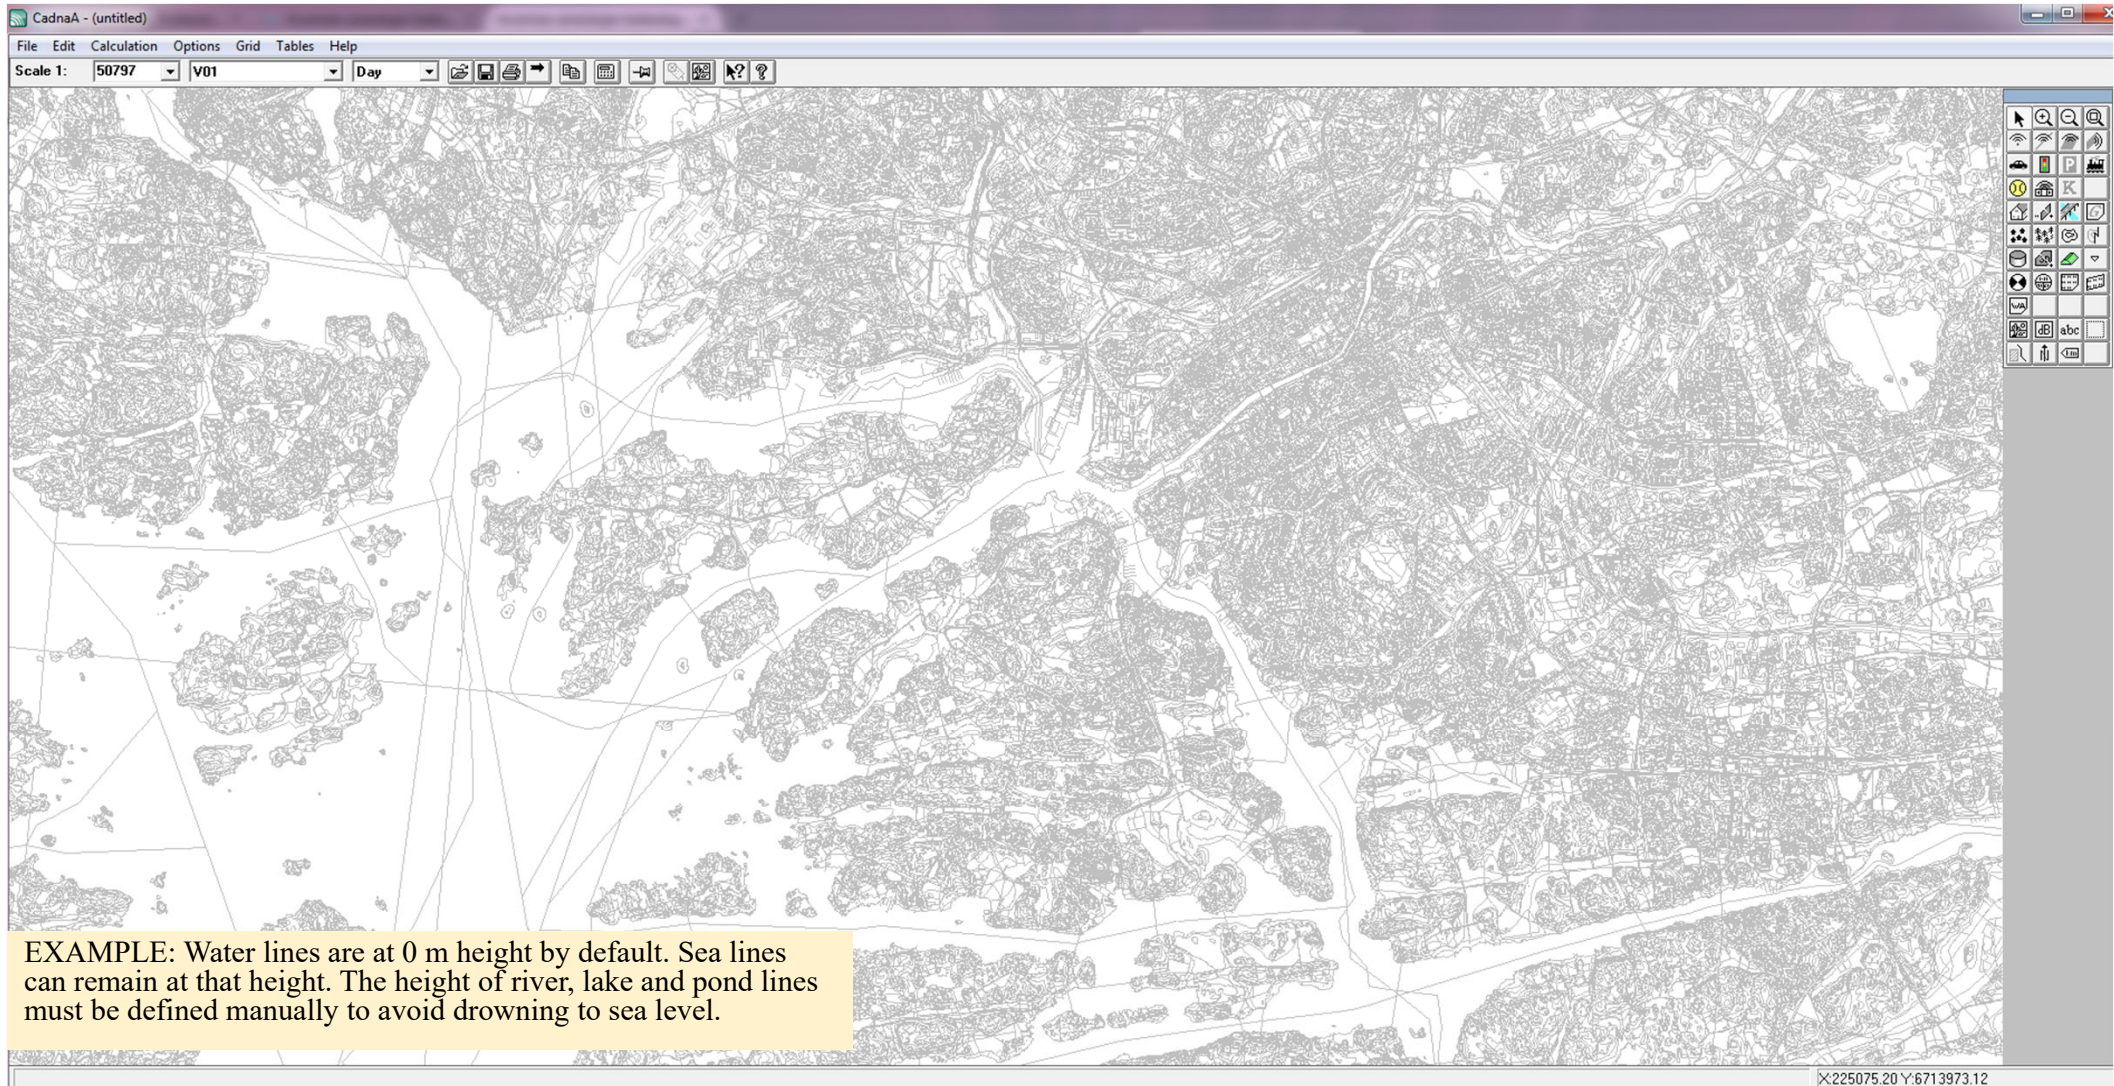 CadnaA - (untitled)
File Edit Calculation Options Grid Tables Help
Scale 1: 50797 V01 Day
P
K
dB abc
EXAMPLE: Water lines are at 0 m height by default. Sea lines
can remain at that height. The height of river, lake and pond lines
must be defined manually to avoid drowning to sea level.
X:225075.20 Y:6713973.12